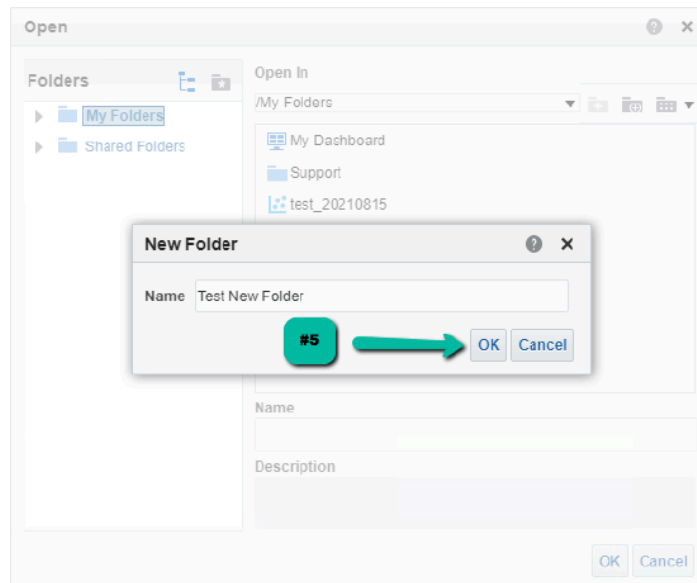 Open
Folders
Open In
/My Folders
My Folders
Shared Folders
My Dashboard
Support
test_20210815
New Folder
Name Test New Folder
#5
OK Cancel
Name
Description
OK Cancel